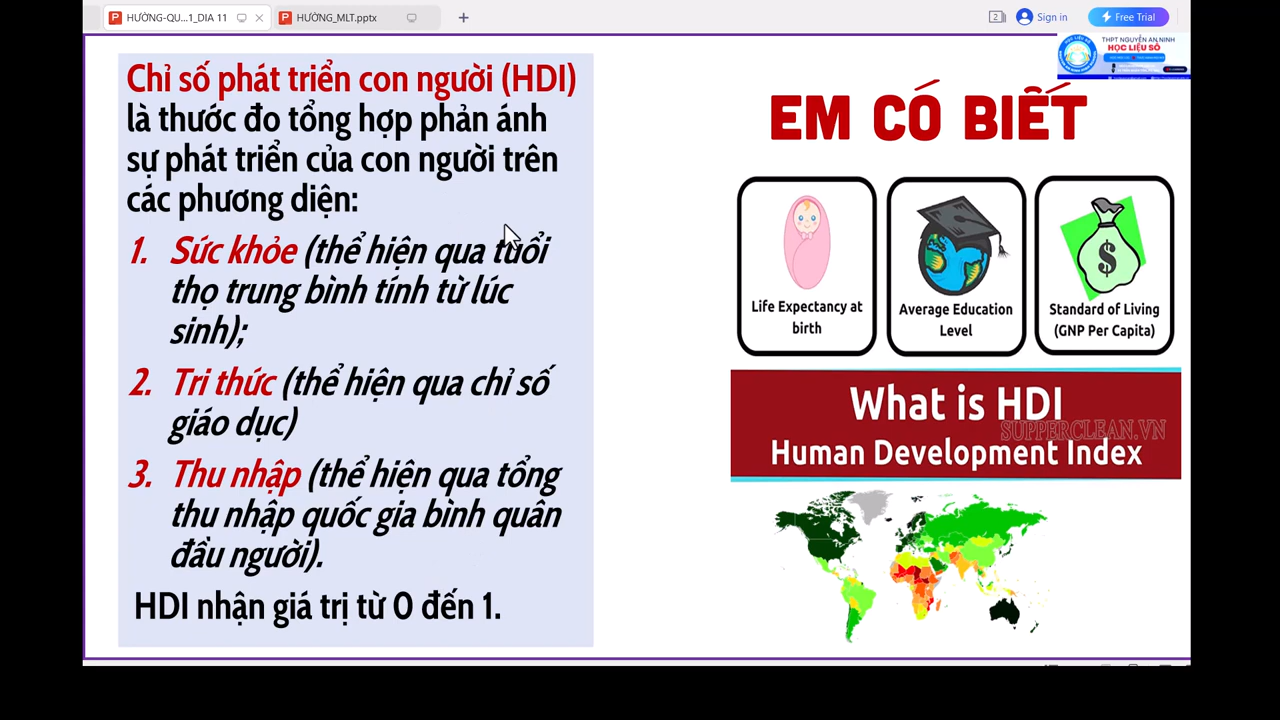 HƯỜNG-QU...1_DIA 11
HƯỜNG_MLT.pptx
2
Sign in
Free Trial
THPT NGUYỄN AN NINH
HỌC LIỆU SỐ
Chỉ số phát triển con người (HDI)
là thước đo tổng hợp phản ánh
sự phát triển của con người trên
các phương diện:
1. Sức khỏe (thể hiện qua tuổi
thọ trung bình tính từ lúc
sinh);
2. Tri thức (thể hiện qua chỉ số
giáo dục)
3. Thu nhập (thể hiện qua tổng
thu nhập quốc gia bình quân
đầu người).
HDI nhận giá trị từ 0 đến 1.
EM CÓ BIẾT
Life Expectancy at
birth
Average Education
Level
$
Standard of Living
(GNP Per Capita)
What is HDI
SUPPERCLEAN.VN
Human Development Index